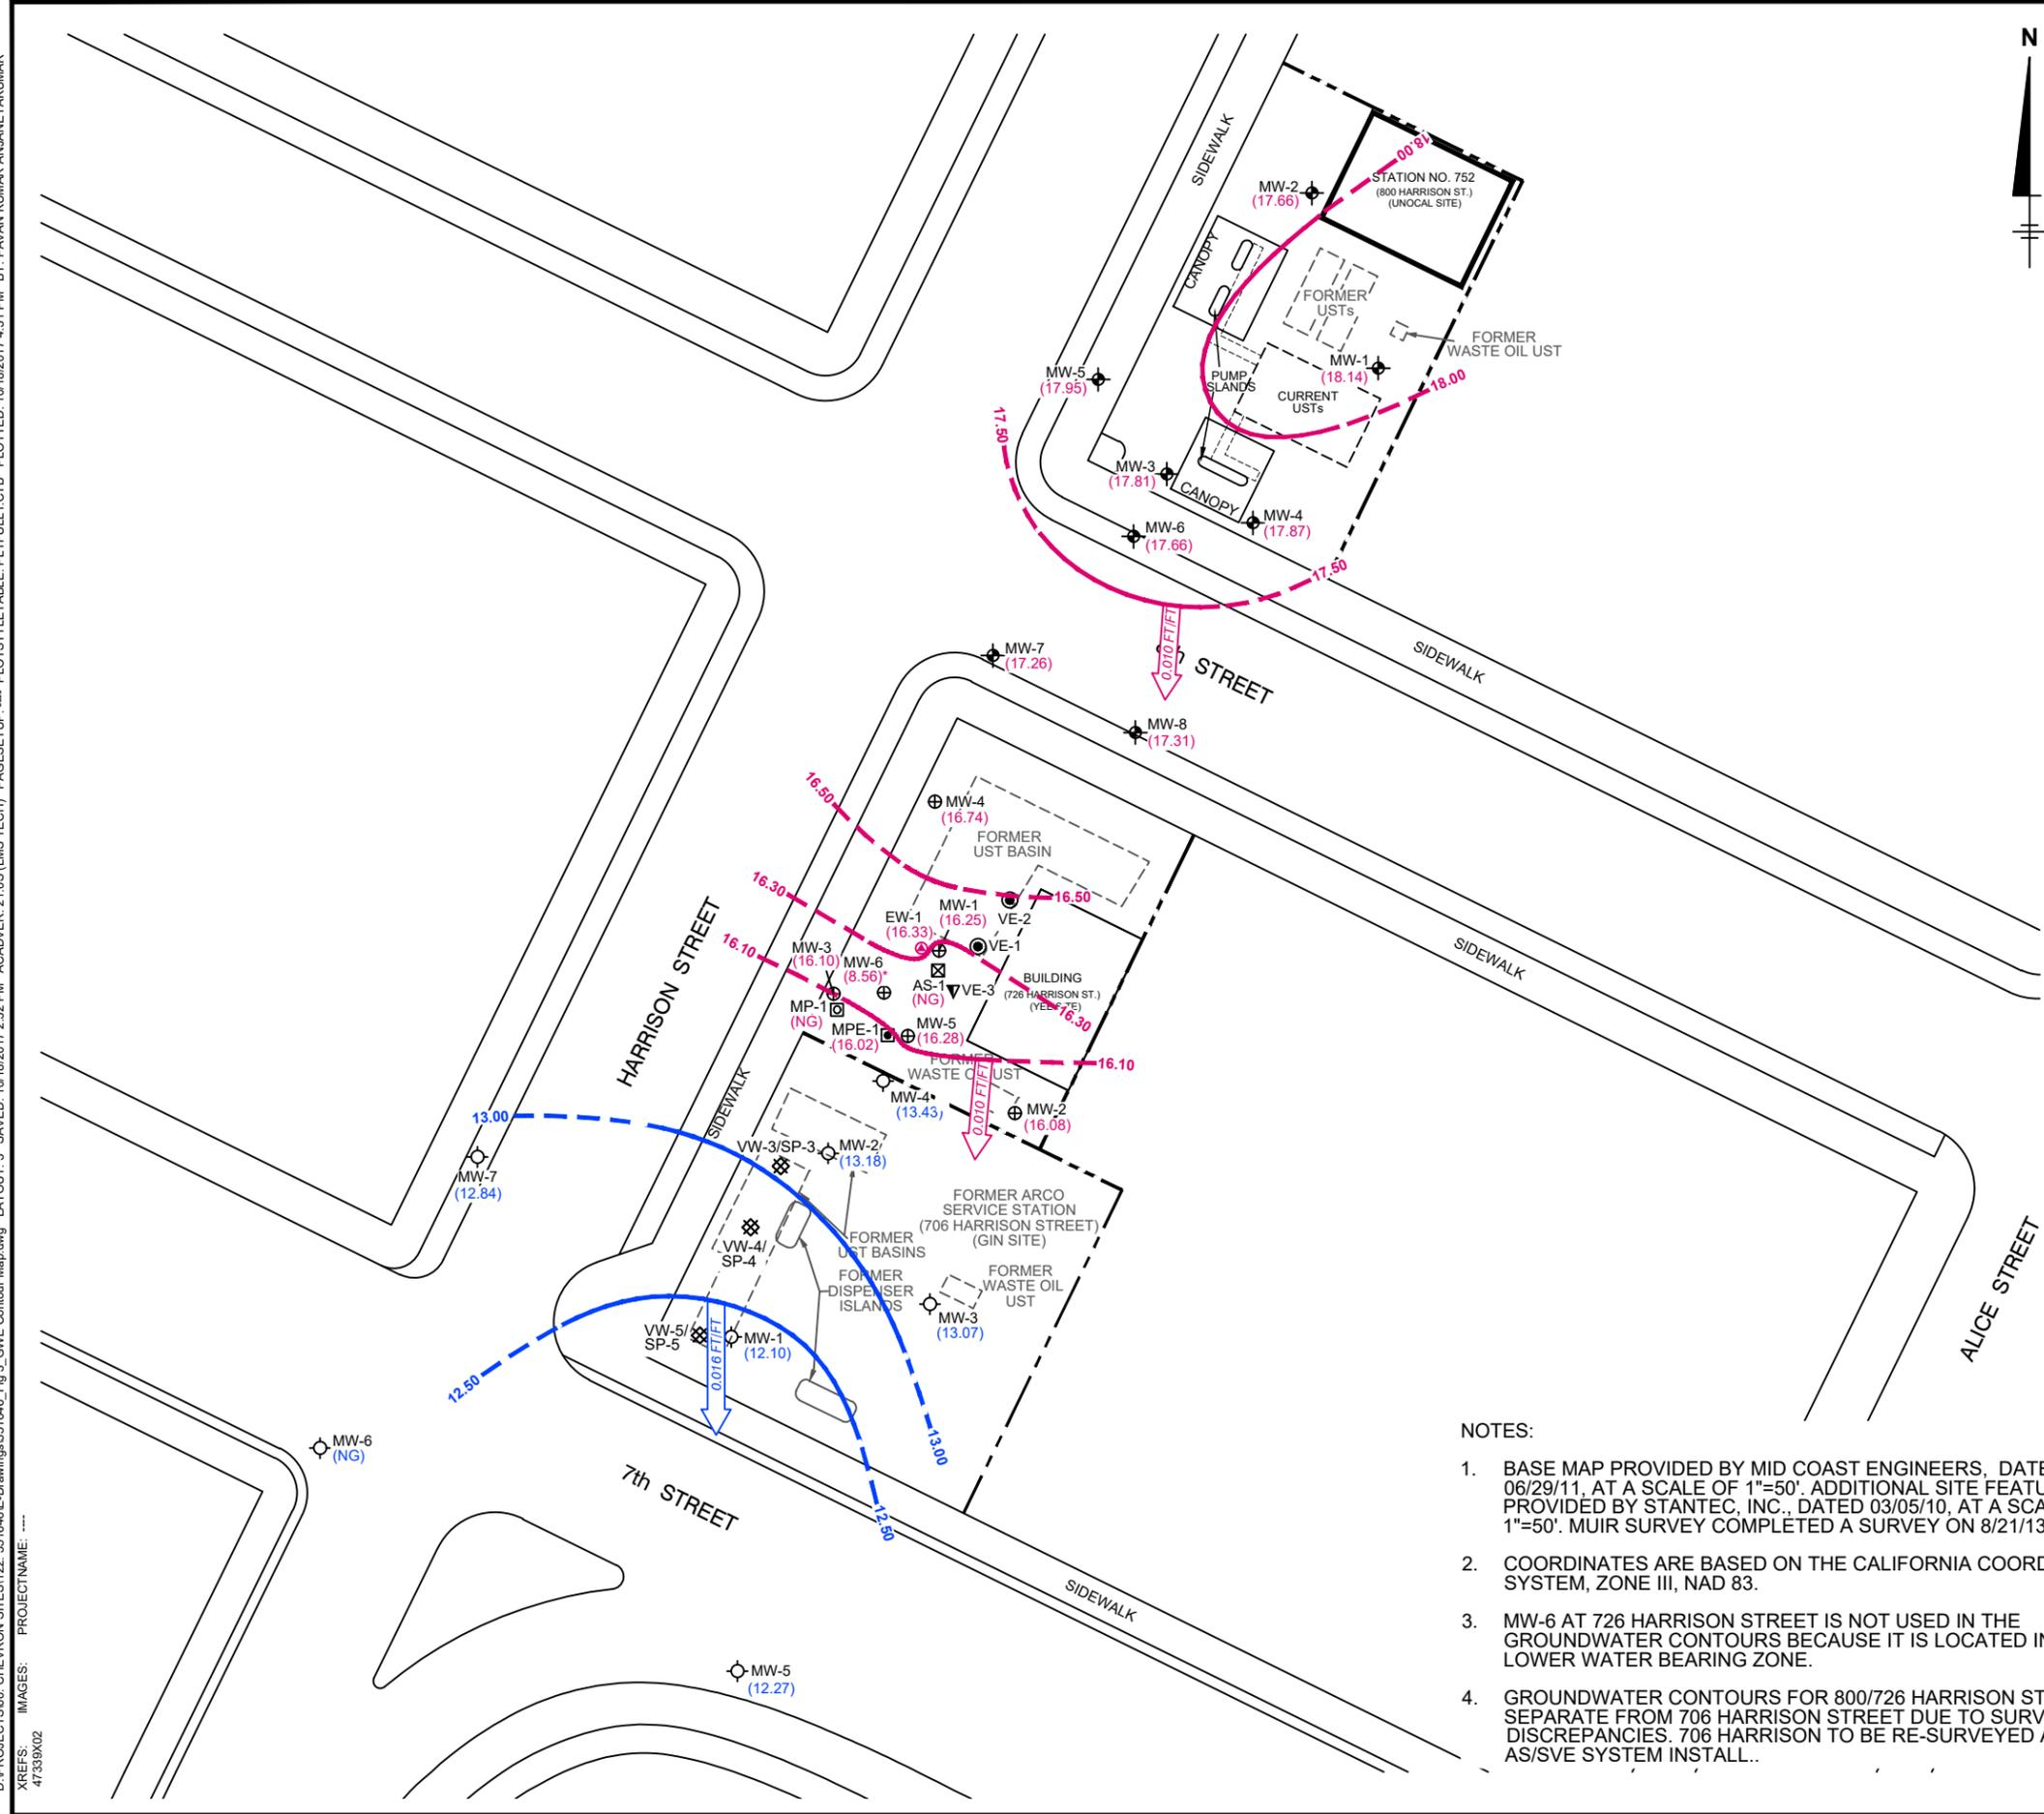 N
SIDEWALK
18.00
STATION NO. 752
(800 HARRISON ST.)
(UNOCAL SITE)
MW-2
(17.66)
CANOPY
FORMER
USTs
FORMER
WASTE OIL UST
MW-1
(18.14)
MW-5
(17.95)
PUMP
ISLANDS
CURRENT
USTs
18.00
17.50
MW-3
(17.81)
CANOPY
MW-4
(17.87)
MW-6
(17.66)
17.50
0.010 FT/FT
STREET
SIDEWALK
MW-7
(17.26)
MW-8
(17.31)
16.50
MW-4
(16.74)
FORMER
UST BASIN
16.30
16.50
MW-1
(16.25)
VE-2
EW-1
(16.33)
16.10
MW-3
(16.10)
VE-1
MW-6
(8.56)*
AS-1
(NG)
VE-3
BUILDING
(726 HARRISON ST.)
16.30
MP-1
(NG)
MPE-1
(16.02)
MW-5
(16.28)
16.10
FORMER
WASTE OIL UST
0.010 FT/FT
MW-4
(13.43)
MW-2
(16.08)
HARRISON STREET
SIDEWALK
SIDEWALK
13.00
MW-7
(12.84)
VW-3/SP-3
MW-2
(13.18)
FORMER ARCO
SERVICE STATION
(706 HARRISON STREET)
(GIN SITE)
VW-4/
SP-4
FORMER
UST BASINS
FORMER
DISPENSER
ISLANDS
FORMER
WASTE OIL
UST
MW-3
(13.07)
VW-5/
SP-5
MW-1
(12.10)
0.016 FT/FT
12.50
13.00
12.50
MW-6
(NG)
7th STREET
SIDEWALK
MW-5
(12.27)
ALICE STREET
NOTES:
1. BASE MAP PROVIDED BY MID COAST ENGINEERS, DATE
06/29/11, AT A SCALE OF 1"=50'. ADDITIONAL SITE FEATU
PROVIDED BY STANTEC, INC., DATED 03/05/10, AT A SCA
1"=50'. MUIR SURVEY COMPLETED A SURVEY ON 8/21/13
2. COORDINATES ARE BASED ON THE CALIFORNIA COORD
SYSTEM, ZONE III, NAD 83.
3. MW-6 AT 726 HARRISON STREET IS NOT USED IN THE
GROUNDWATER CONTOURS BECAUSE IT IS LOCATED IN
LOWER WATER BEARING ZONE.
4. GROUNDWATER CONTOURS FOR 800/726 HARRISON ST
SEPARATE FROM 706 HARRISON STREET DUE TO SURV
DISCREPANCIES. 706 HARRISON TO BE RE-SURVEYED A
AS/SVE SYSTEM INSTALL..
XREFS: IMAGES: PROJECTNAME: ----
47339X02